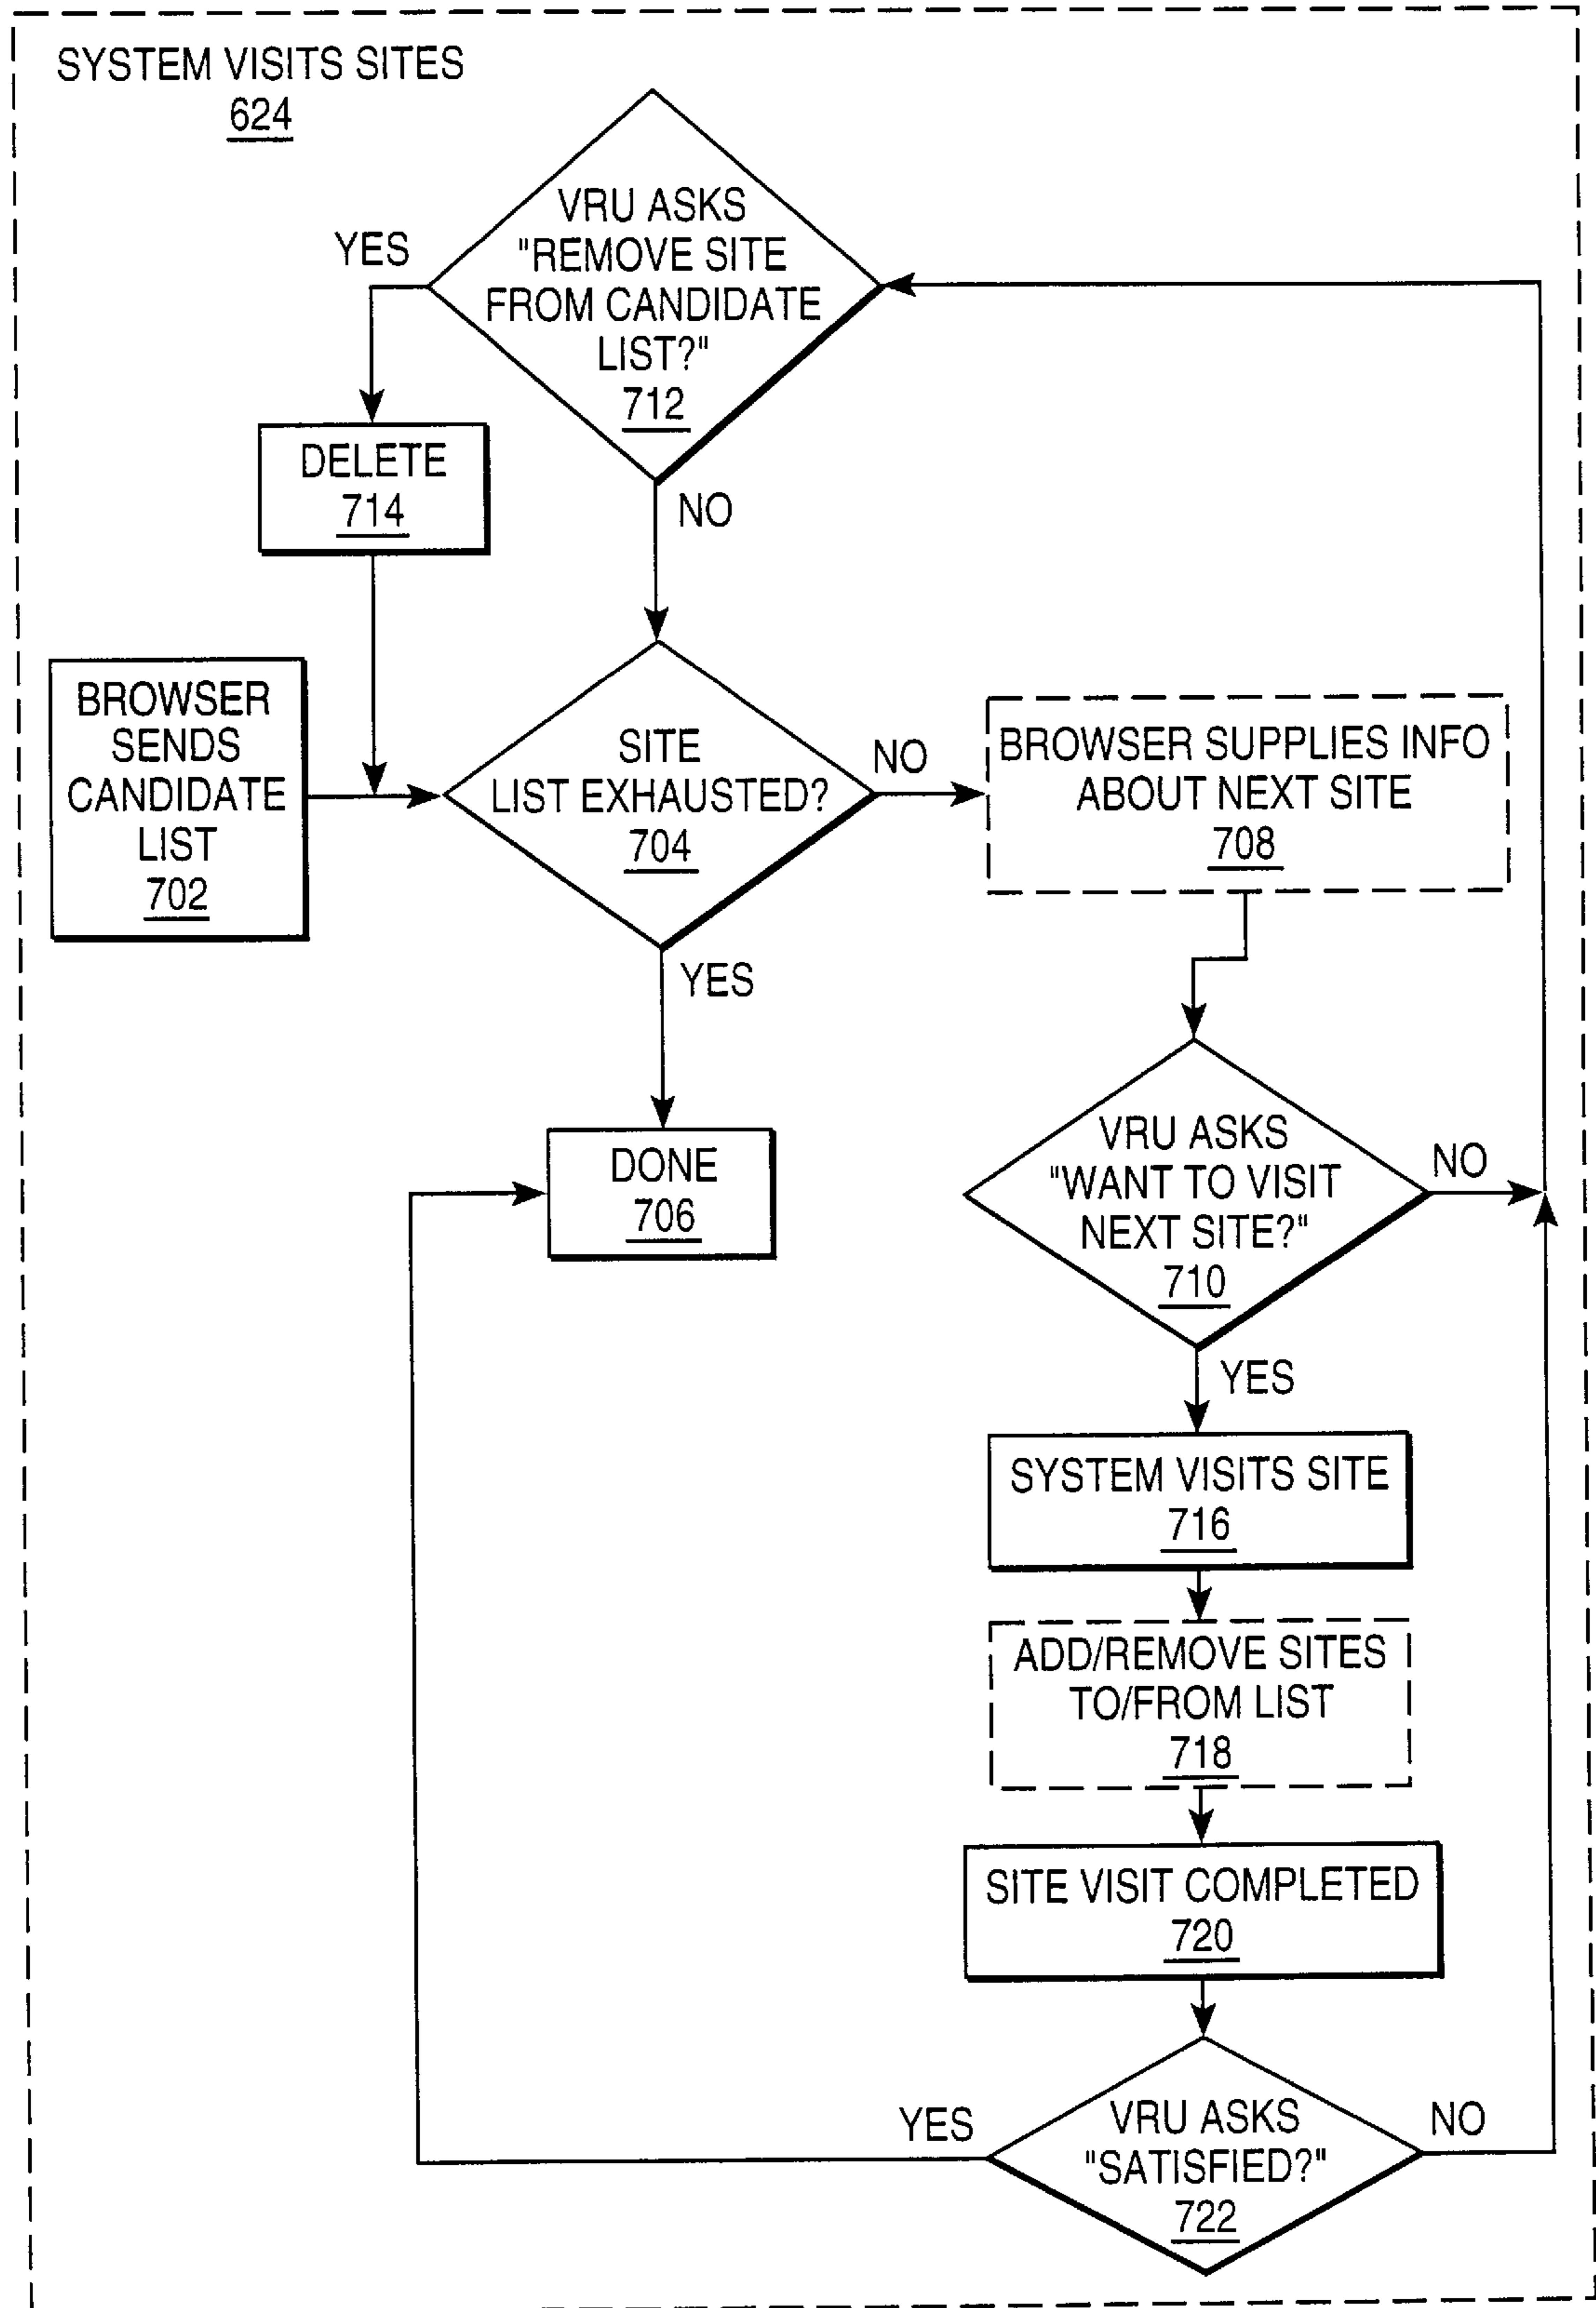 SYSTEM VISITS SITES
624
VRU ASKS
"REMOVE SITE
FROM CANDIDATE
LIST?"
712
YES
NO
DELETE
714
BROWSER
SENDS
CANDIDATE
LIST
702
SITE
LIST EXHAUSTED?
704
NO
YES
BROWSER SUPPLIES INFO
ABOUT NEXT SITE
708
DONE
706
VRU ASKS
"WANT TO VISIT
NEXT SITE?"
710
NO
YES
SYSTEM VISITS SITE
716
ADD/REMOVE SITES
TO/FROM LIST
718
SITE VISIT COMPLETED
720
VRU ASKS
"SATISFIED?"
722
YES
NO